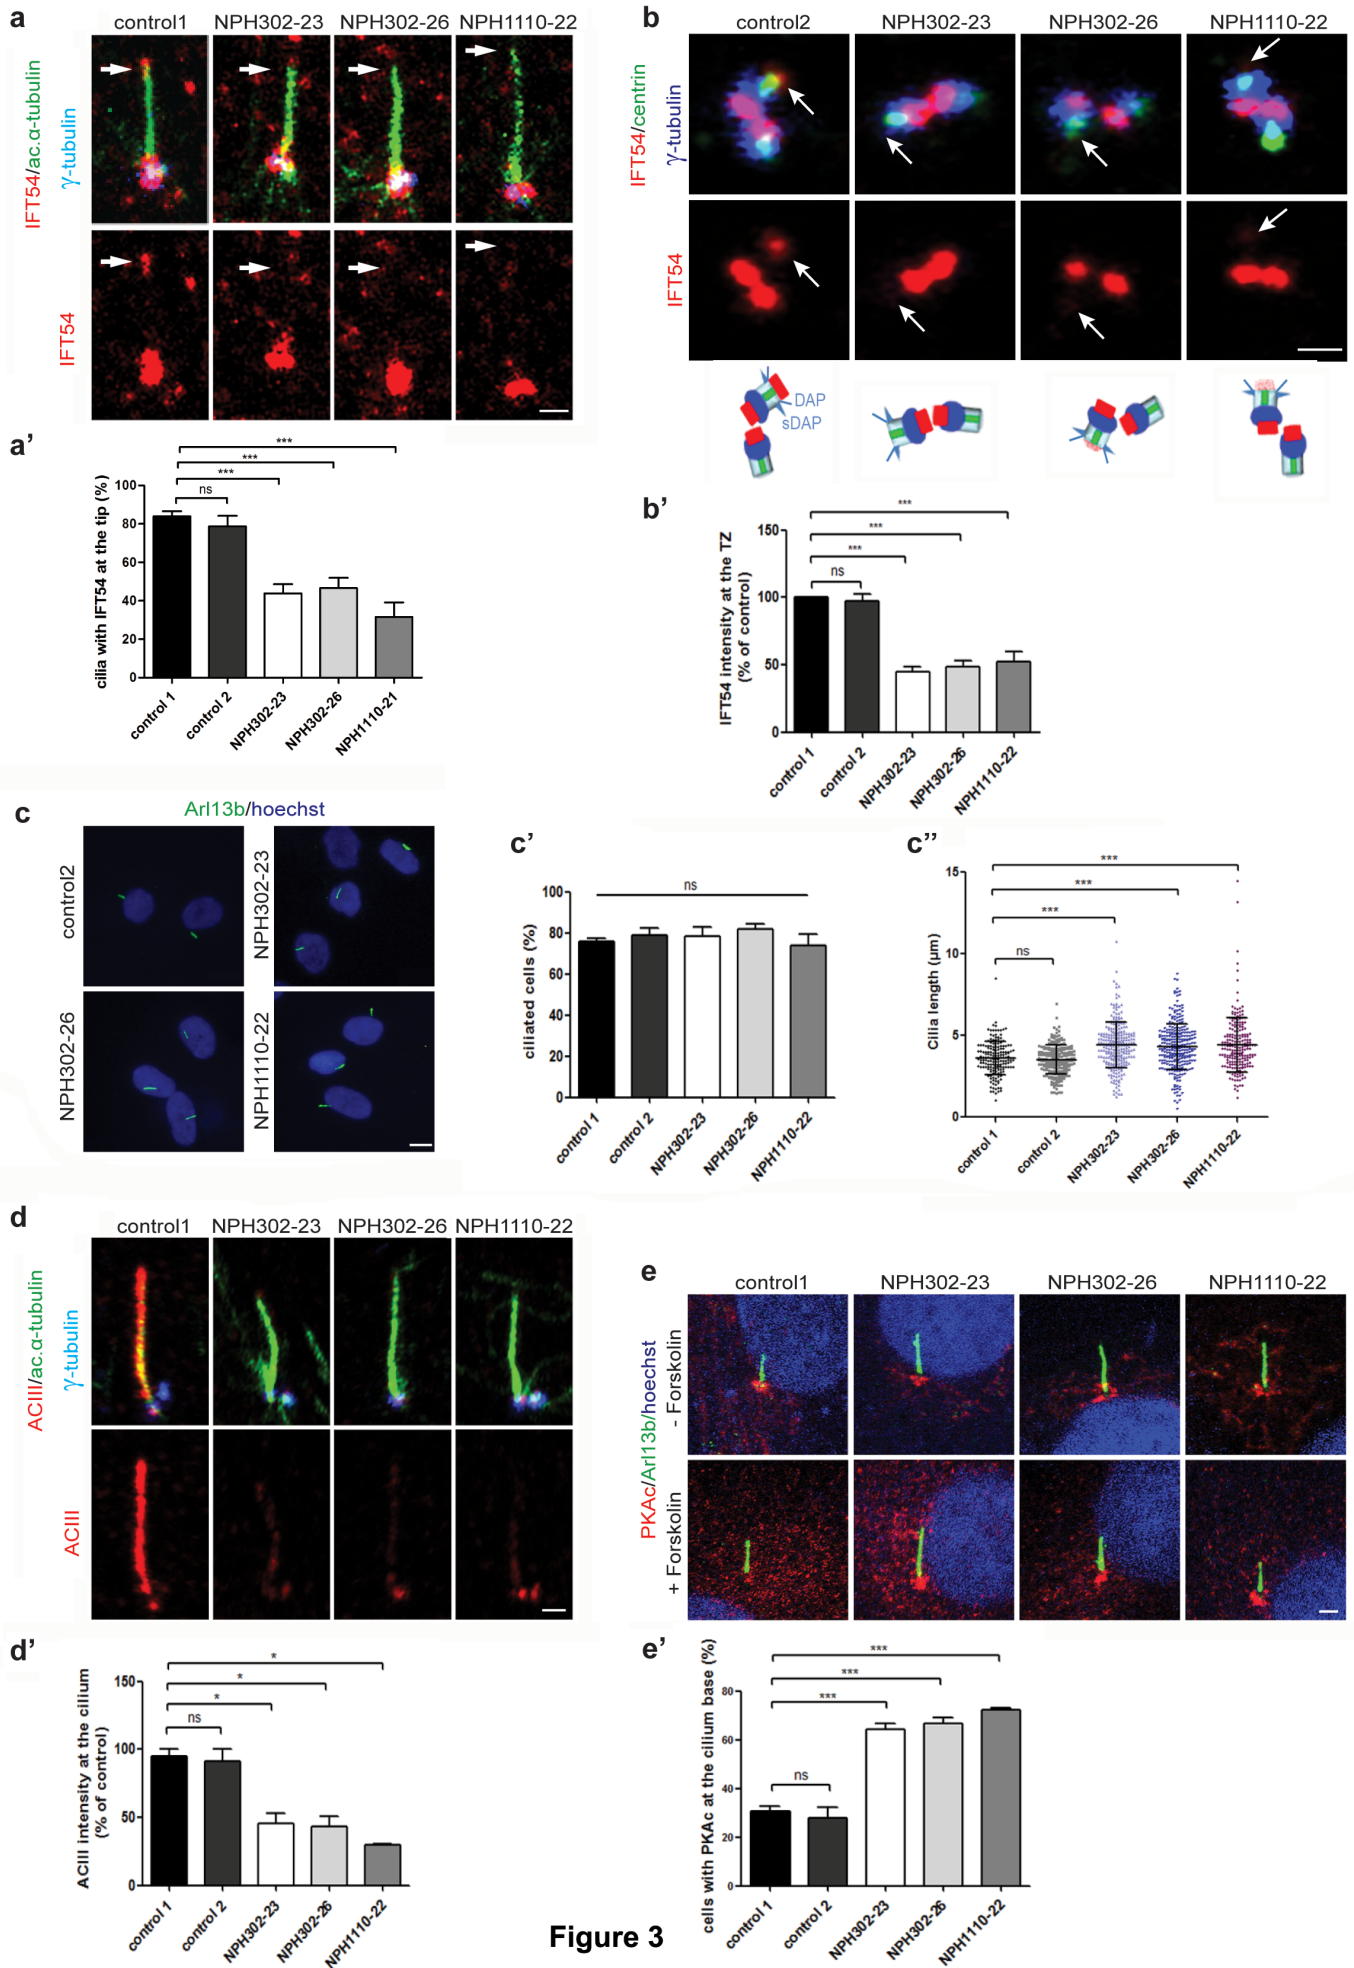 a
control1
NPH302-23
NPH302-26
NPH1110-22
IFT54/ac.α-tubulin
γ-tubulin
IFT54
a’
cilia with IFT54 at the tip (%)
100
80
60
40
20
0
ns
***
***
***
control 1
control 2
NPH302-23
NPH302-26
NPH1110-21
b
control2
NPH302-23
NPH302-26
NPH1110-22
IFT54/centrin
γ-tubulin
IFT54
DAP
sDAP
b’
IFT54 intensity at the TZ
(% of control)
150
100
50
0
ns
***
***
***
control 1
control 2
NPH302-23
NPH302-26
NPH1110-22
c
Arl13b/hoechst
control2
NPH302-23
NPH302-26
NPH1110-22
c’
ciliated cells (%)
100
80
60
40
20
0
ns
control 1
control 2
NPH302-23
NPH302-26
NPH1110-22
c’’
Cilia length (µm)
15
10
5
0
ns
***
***
***
control 1
control 2
NPH302-23
NPH302-26
NPH1110-22
d
control1
NPH302-23
NPH302-26
NPH1110-22
ACIII/ac.α-tubulin
γ-tubulin
ACIII
d’
ACIII intensity at the cilium
(% of control)
150
100
50
0
ns
*
*
*
control 1
control 2
NPH302-23
NPH302-26
NPH1110-22
e
control1
NPH302-23
NPH302-26
NPH1110-22
PKAc/Arl13b/hoechst
- Forskolin
+ Forskolin
e’
cells with PKAc at the cilium base (%)
80
60
40
20
0
ns
***
***
***
control 1
control 2
NPH302-23
NPH302-26
NPH1110-22
Figure 3